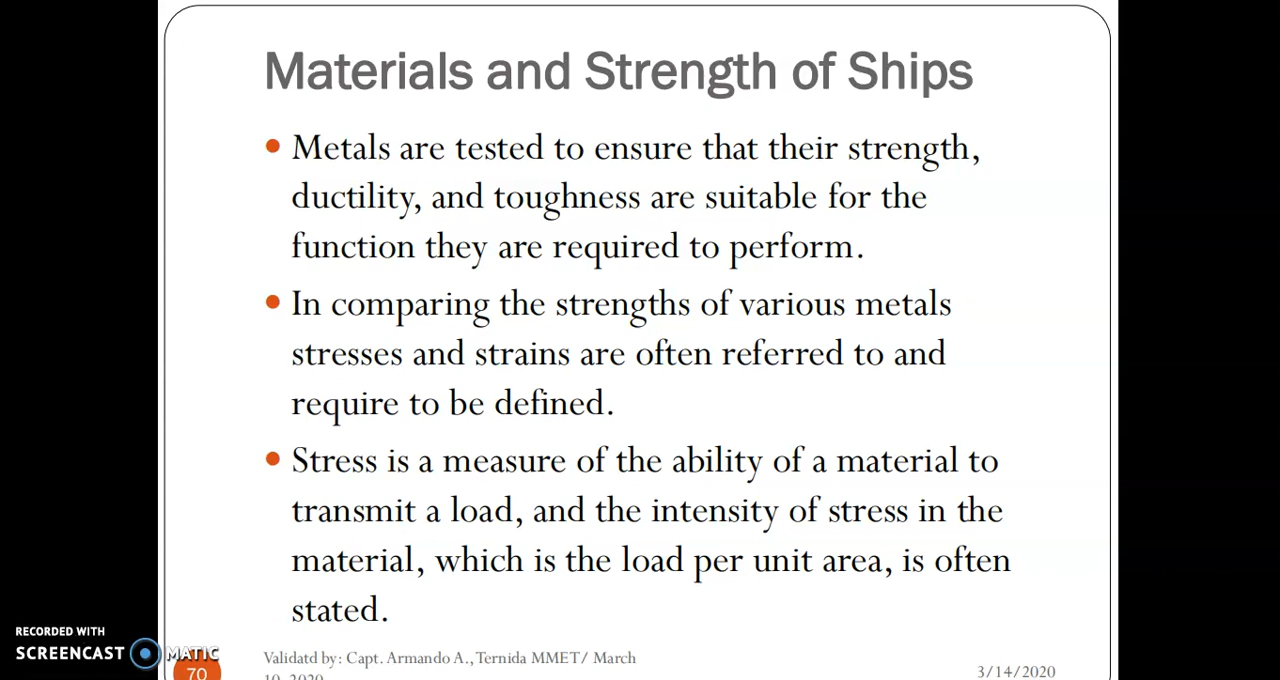 Materials and Strength of Ships
Metals are tested to ensure that their strength,
ductility, and toughness are suitable for the
function they are required to perform.
In comparing the strengths of various metals
stresses and strains are often referred to and
require to be defined.
Stress is a measure of the ability of a material to
transmit a load, and the intensity of stress in the
material, which is the load per unit area, is often
stated.
RECORDED WITH
SCREENCAST MATIC
70
Validatd by: Capt. Armando A., Ternida MMET/ March
10, 2020
3/14/2020